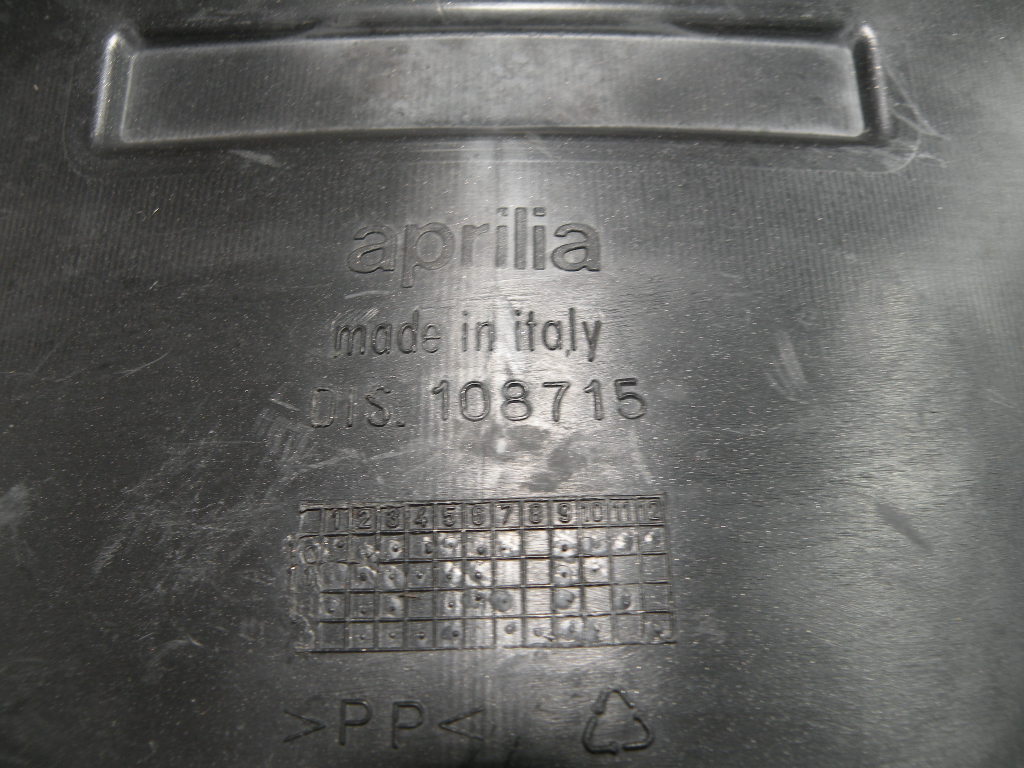 aprilia
made in italy
DIS. 108715
1 2 3 4 5 6 7 8 9 10 11 12
>PP<